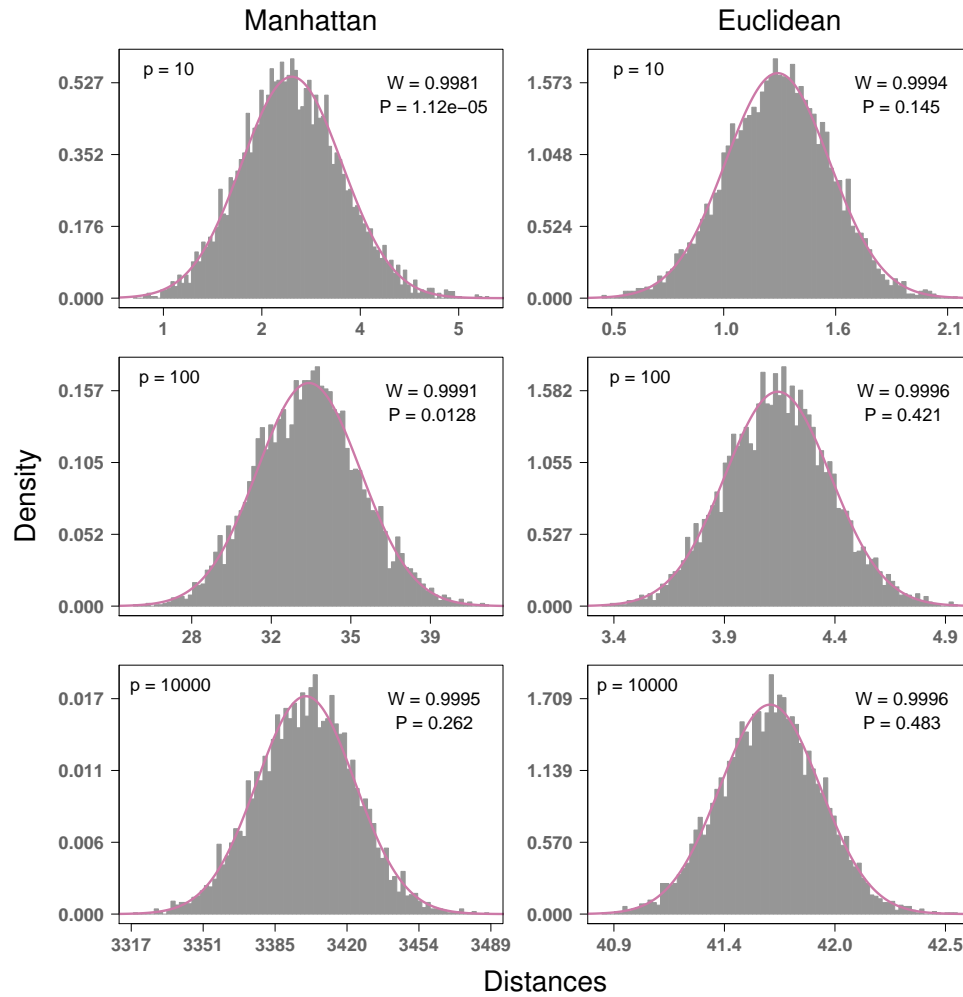 Manhattan
Euclidean
p = 10
W = 0.9981
P = 1.12e−05
0.527
0.352
0.176
0.000
1
2
4
5
p = 10
W = 0.9994
P = 0.145
1.573
1.048
0.524
0.000
0.5
1.0
1.6
2.1
Density
p = 100
W = 0.9991
P = 0.0128
0.157
0.105
0.052
0.000
28
32
35
39
p = 100
W = 0.9996
P = 0.421
1.582
1.055
0.527
0.000
3.4
3.9
4.4
4.9
p = 10000
W = 0.9995
P = 0.262
0.017
0.011
0.006
0.000
3317
3351
3385
3420
3454
3489
p = 10000
W = 0.9996
P = 0.483
1.709
1.139
0.570
0.000
40.9
41.4
42.0
42.5
Distances